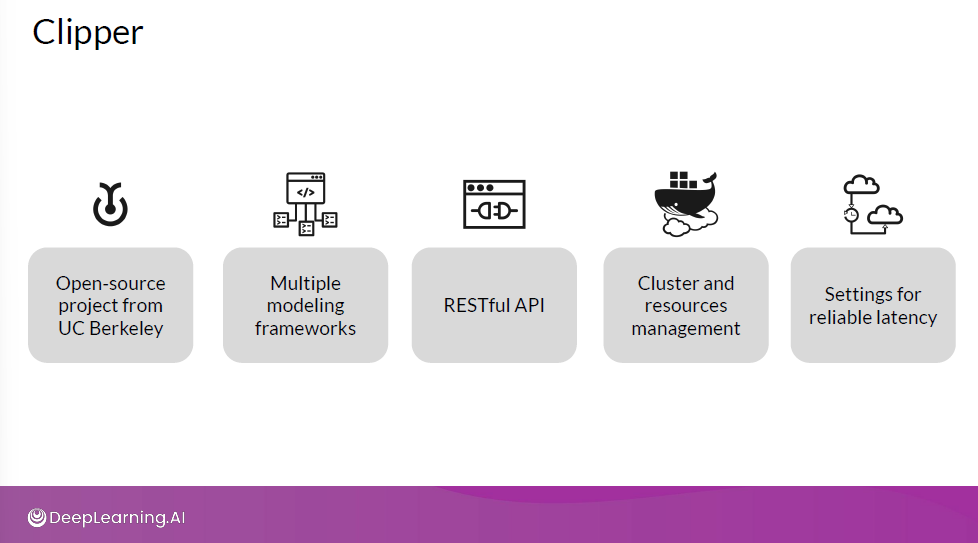 Clipper
</>
Open-source
project from
UC Berkeley
Multiple
modeling
frameworks
RESTful API
Cluster and
resources
management
Settings for
reliable latency
DeepLearning.AI